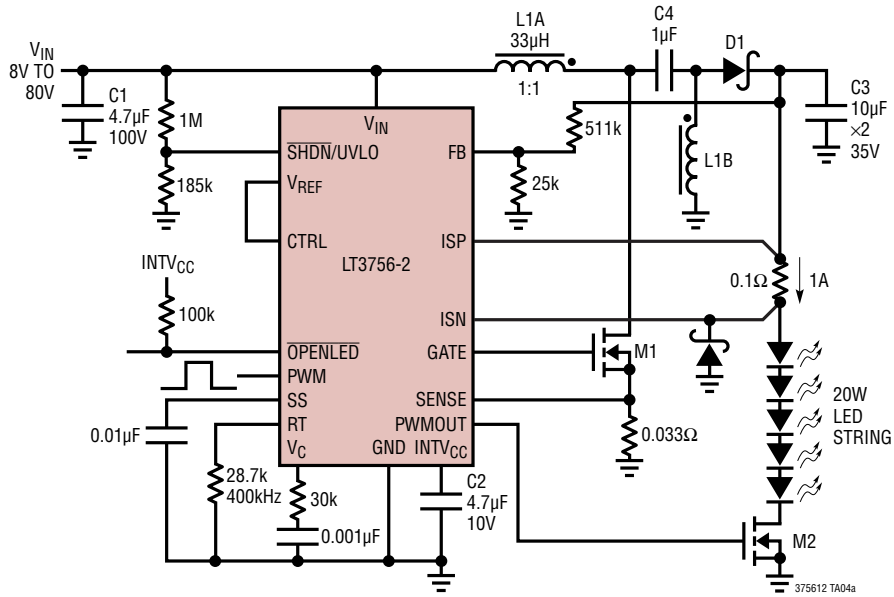 L1A
33µH
1:1
C4
1µF
D1
VIN
8V TO
80V
C1
4.7µF
100V
1M
185k
VIN
SHDN/UVLO
VREF
CTRL
LT3756-2
FB
ISP
ISN
GATE
SENSE
PWMOUT
OPENLED
PWM
SS
RT
VC
GND
INTVCC
511k
25k
L1B
C3
10µF
×2
35V
0.1Ω
1A
INTVCC
100k
M1
0.033Ω
20W
LED
STRING
0.01µF
28.7k
400kHz
30k
0.001µF
C2
4.7µF
10V
M2
375612 TA04a